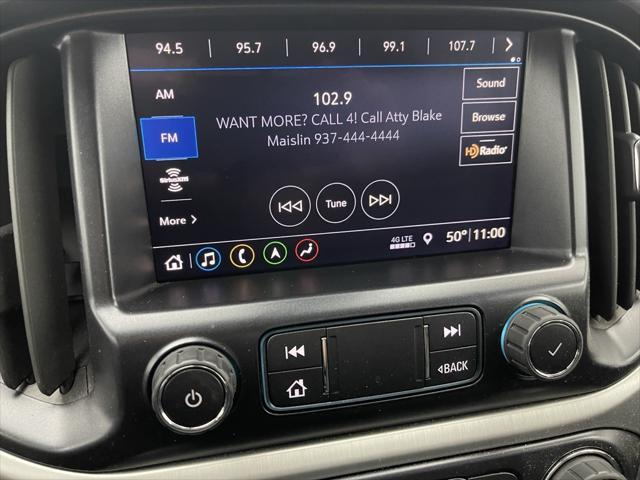 94.5 95.7 96.9 99.1 107.7
AM
FM
SiriusXM
More
102.9
WANT MORE? CALL 4! Call Atty Blake
Maislin 937-444-4444
Tune
Sound
Browse
HD Radio
4G LTE
50° 11:00
BACK